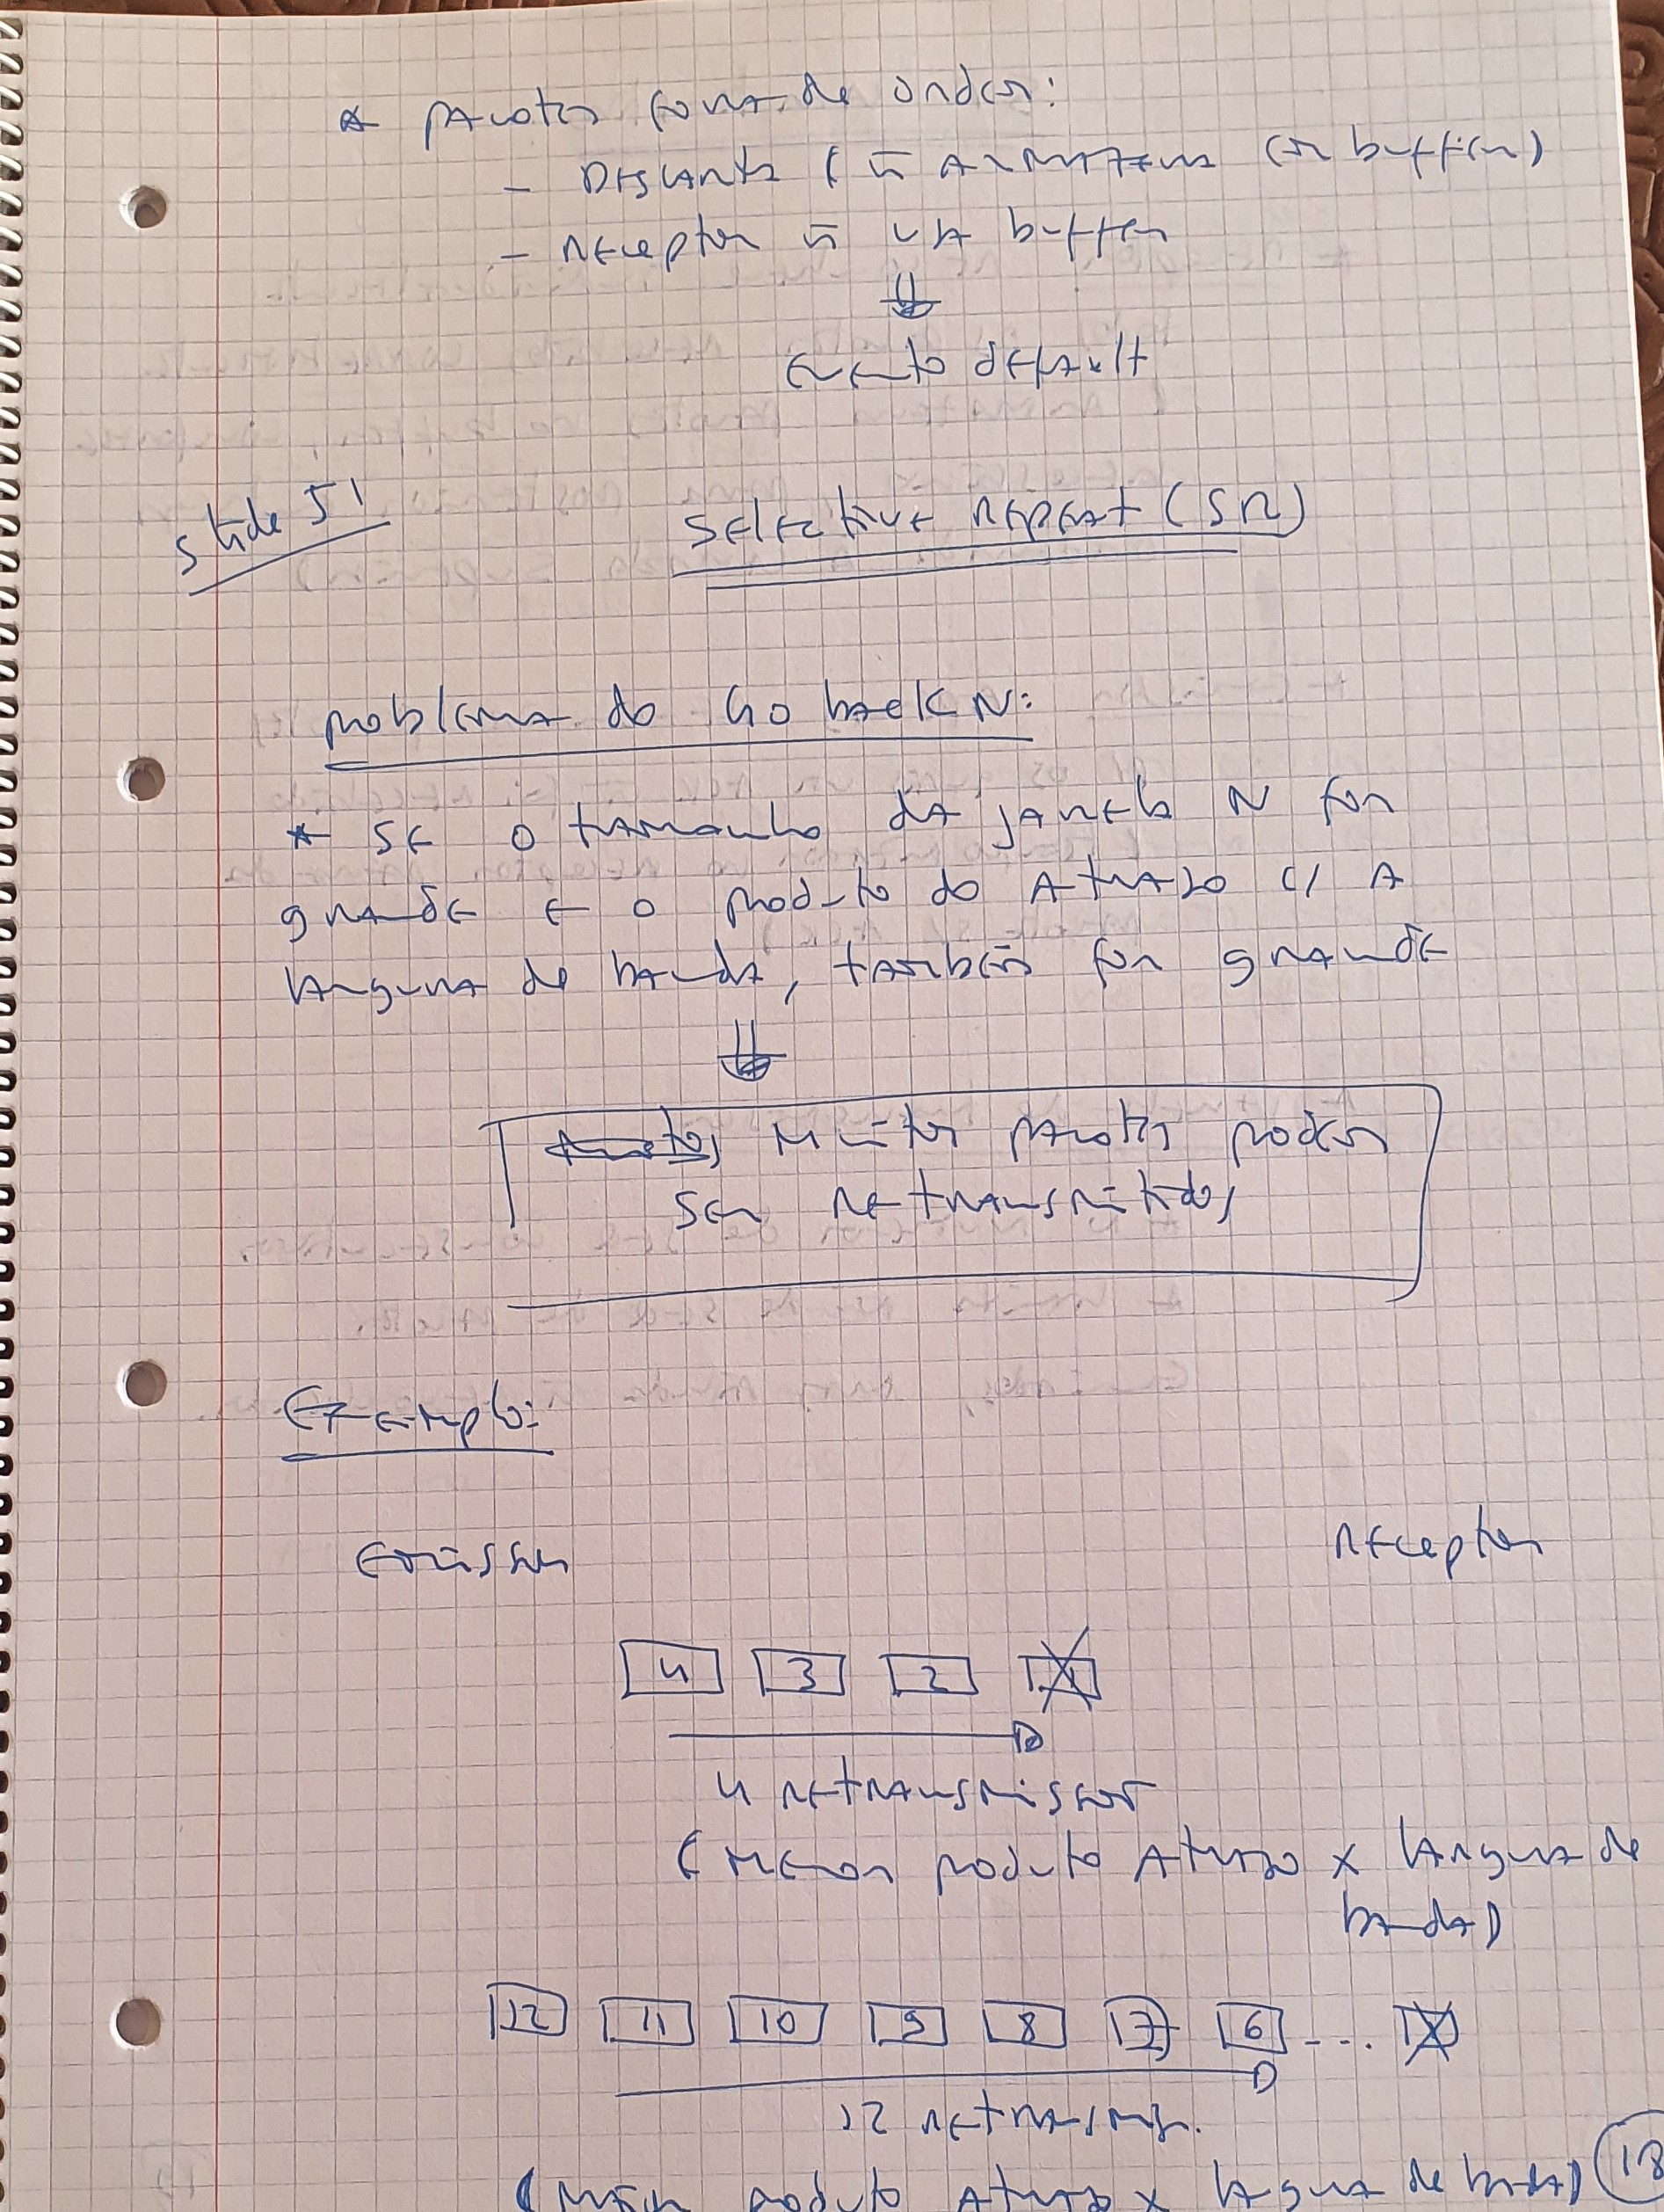 * pacotes fora de ordem:
- Descarta (ñ armazena em buffer)
- receptor ñ usa buffer
⇓
evento default
slide 51
Selective Repeat (SR)
problema do Go back N:
* se o tamanho da janela N for
grande e o produto do atraso c/ a
largura de banda, também for grande
⇓
Muitos pacotes podem
ser retransmitidos
Exemplo:
Emissor
receptor
4 3 2 1
4 retransmissões
(menor produto atraso x largura de
banda)
12 11 10 9 8 7 6 ... 1
12 retransmis.
(maior produto atraso x largura de banda)
18